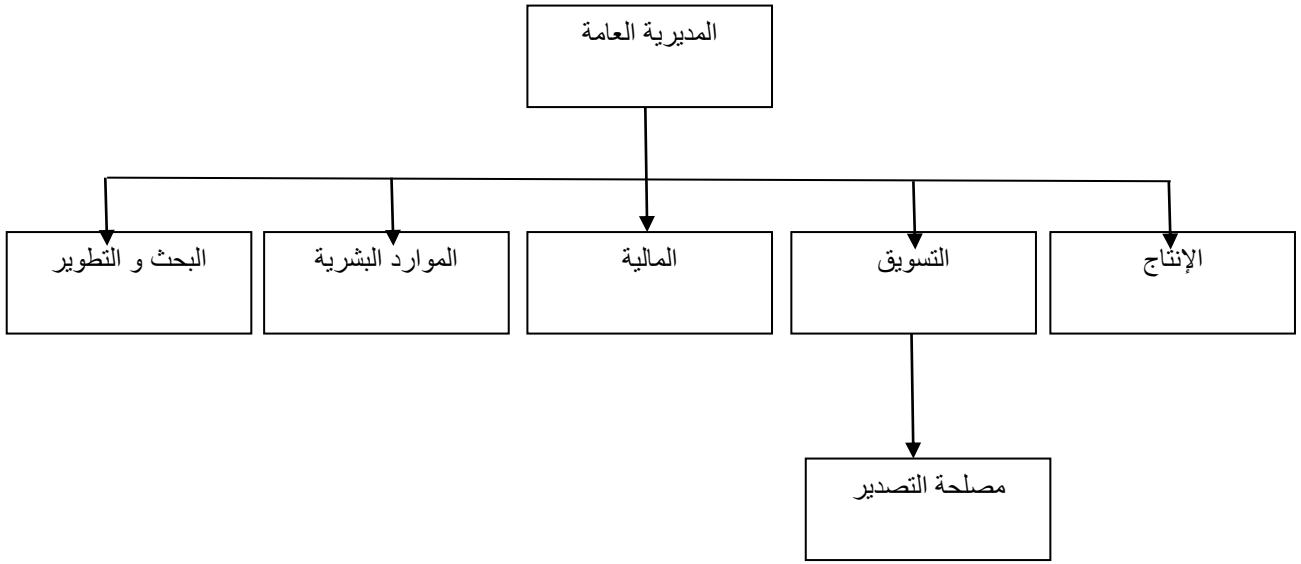 المديرية العامة
الإنتاج
التسويق
المالية
الموارد البشرية
البحث و التطوير
مصلحة التصدير